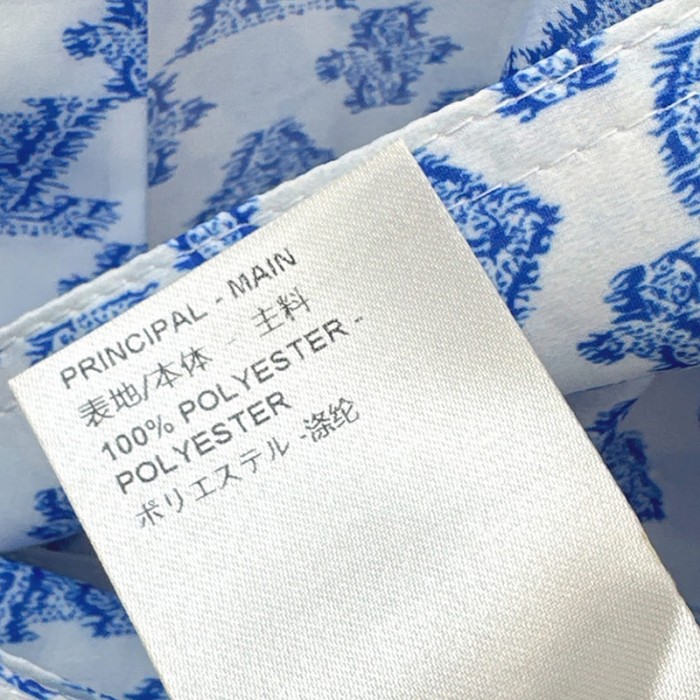 PRINCIPAL - MAIN
表地/本体 - 主料
100% POLYESTER -
POLYESTER
ポリエステル -涤纶